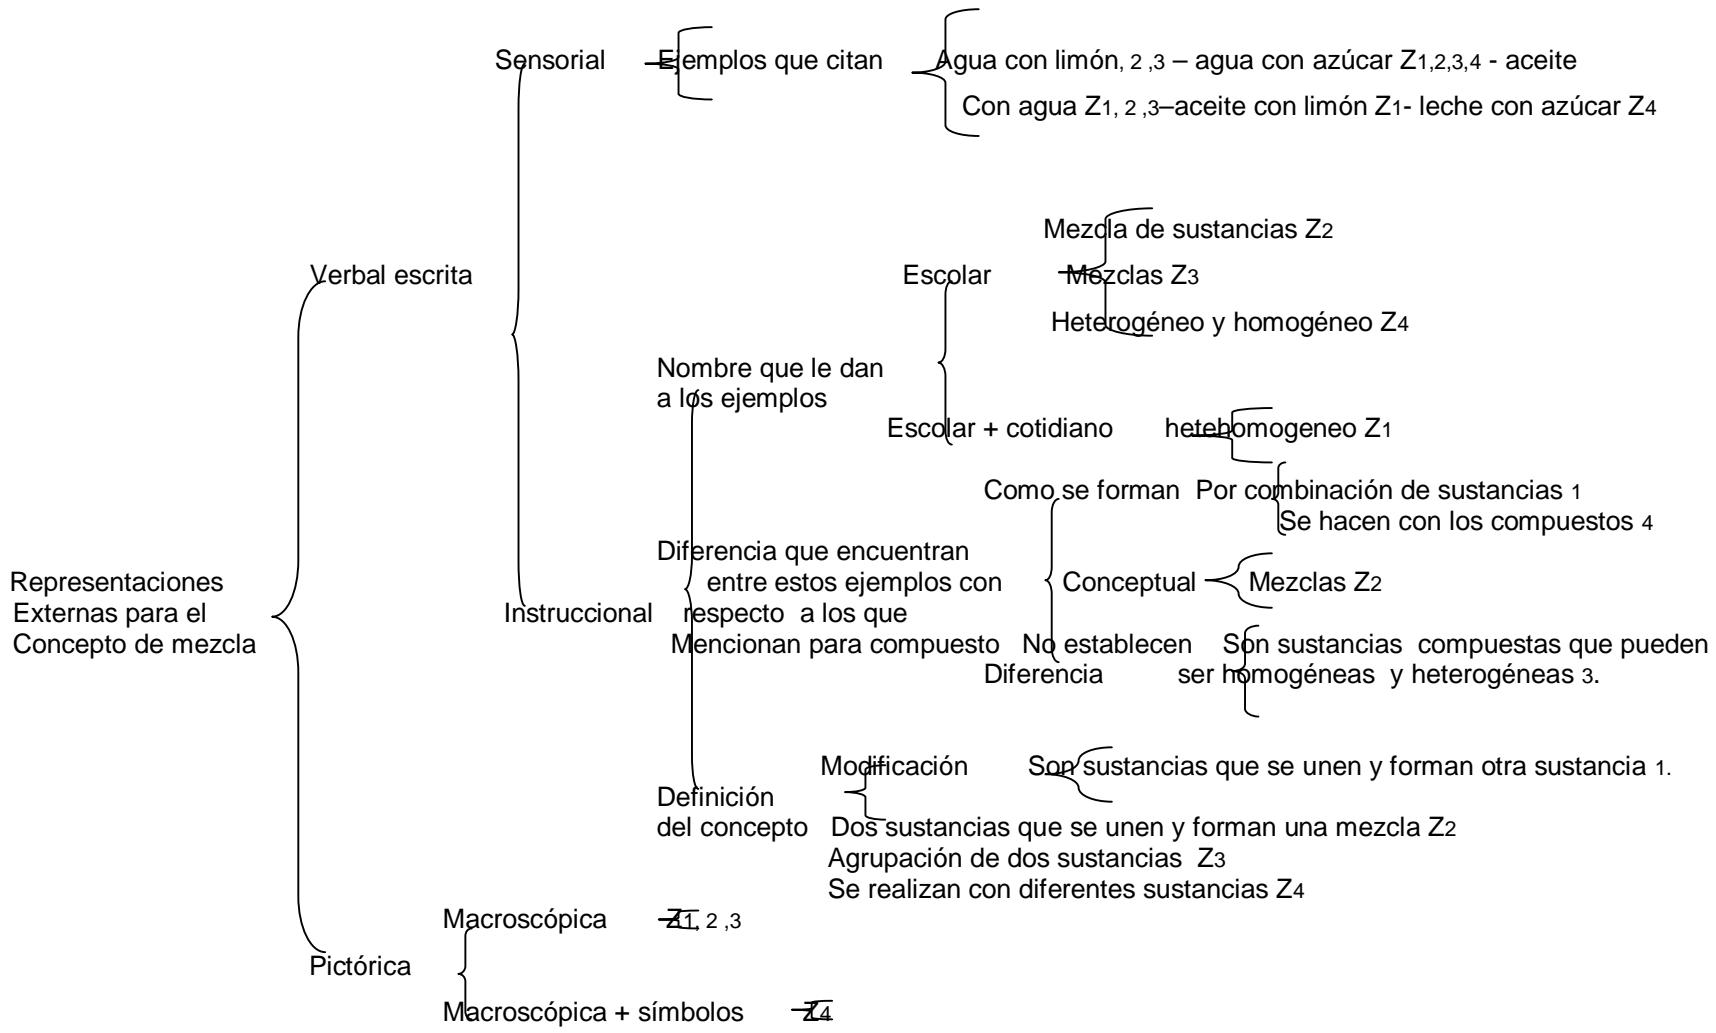 Sensorial Ejemplos que citan Agua con limón, 2 ,3 – agua con azúcar Z1,2,3,4 - aceite
Con agua Z1, 2 ,3–aceite con limón Z1- leche con azúcar Z4
Mezcla de sustancias Z2
Verbal escrita Escolar Mezclas Z3
Heterogéneo y homogéneo Z4
Nombre que le dan
a los ejemplos
Escolar + cotidiano hetehomogeneo Z1
Como se forman Por combinación de sustancias 1
Se hacen con los compuestos 4
Diferencia que encuentran
Representaciones entre estos ejemplos con Conceptual Mezclas Z2
Externas para el Instruccional respecto a los que
Concepto de mezcla Mencionan para compuesto No establecen Son sustancias compuestas que pueden
Diferencia ser homogéneas y heterogéneas 3.
Modificación Son sustancias que se unen y forman otra sustancia 1.
Definición
del concepto Dos sustancias que se unen y forman una mezcla Z2
Agrupación de dos sustancias Z3
Se realizan con diferentes sustancias Z4
Macroscópica Z1, 2 ,3
Pictórica
Macroscópica + símbolos Z4